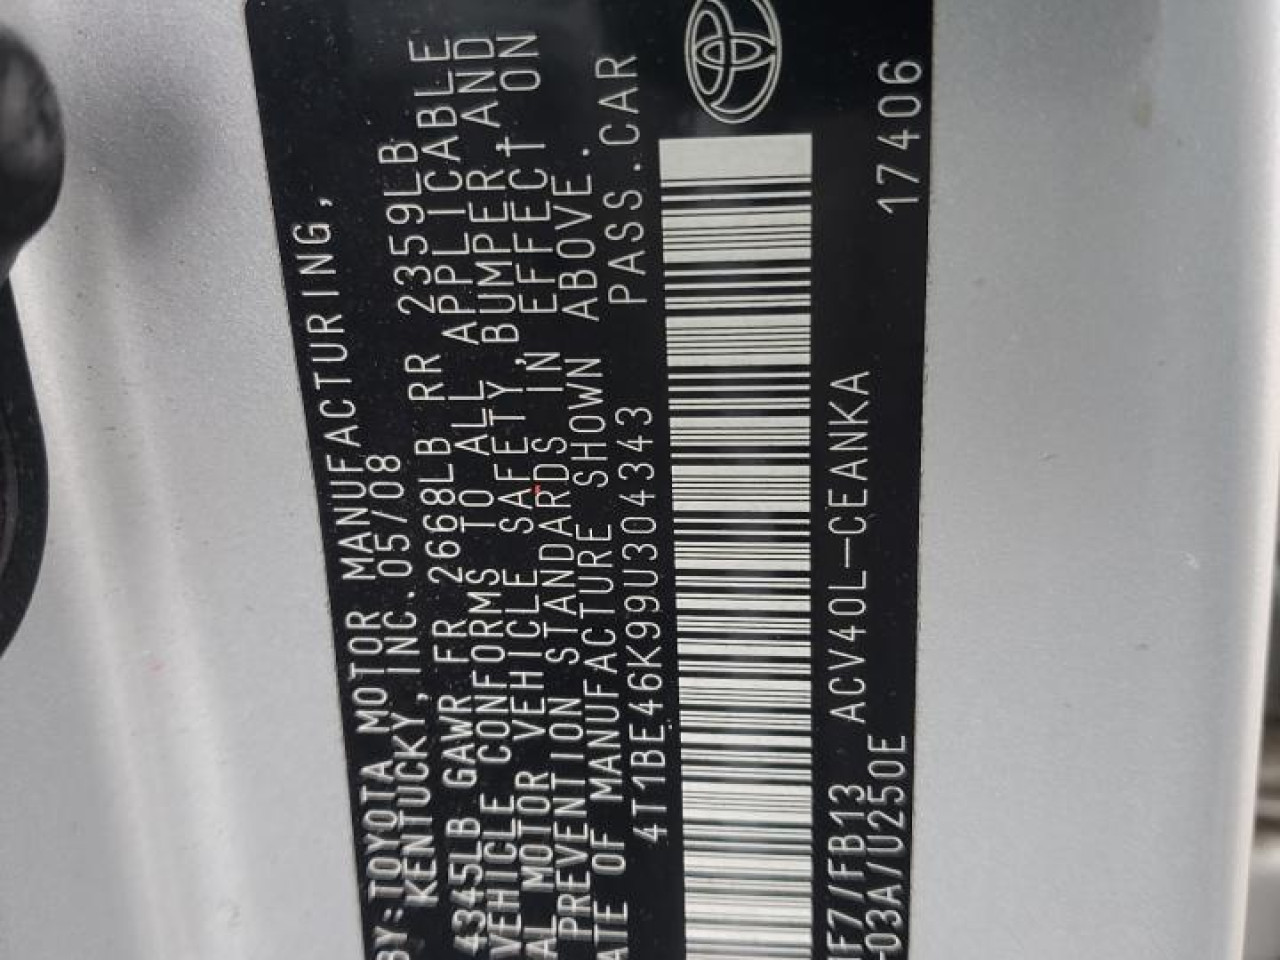 BY:TOYOTA MOTOR MANUFACTURING,
KENTUCKY,INC. 05/08
4345LB GAWR FR 2668LB RR 2359LB
VEHICLE CONFORMS TO ALL APPLICABLE
AL MOTOR VEHICLE SAFETY, BUMPER, AND
PREVENTION STANDARDS IN EFFECT ON
ATE OF MANUFACTURE SHOWN ABOVE.
4T1BE46K99U304343 PASS.CAR
F7/FB13 ACV40L-CEANKA
-03A/U250E 17406